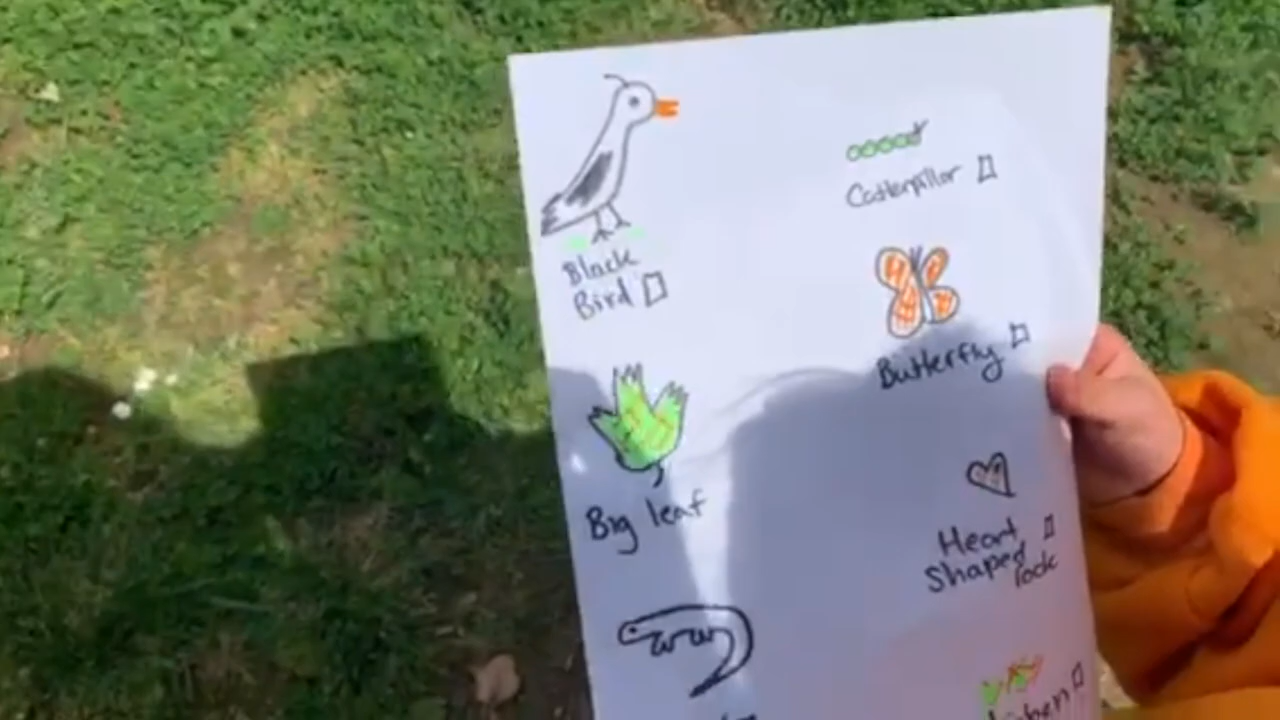 Black
Bird
Catterpillar
Butterfly
Big leaf
Heart
Shaped
rock